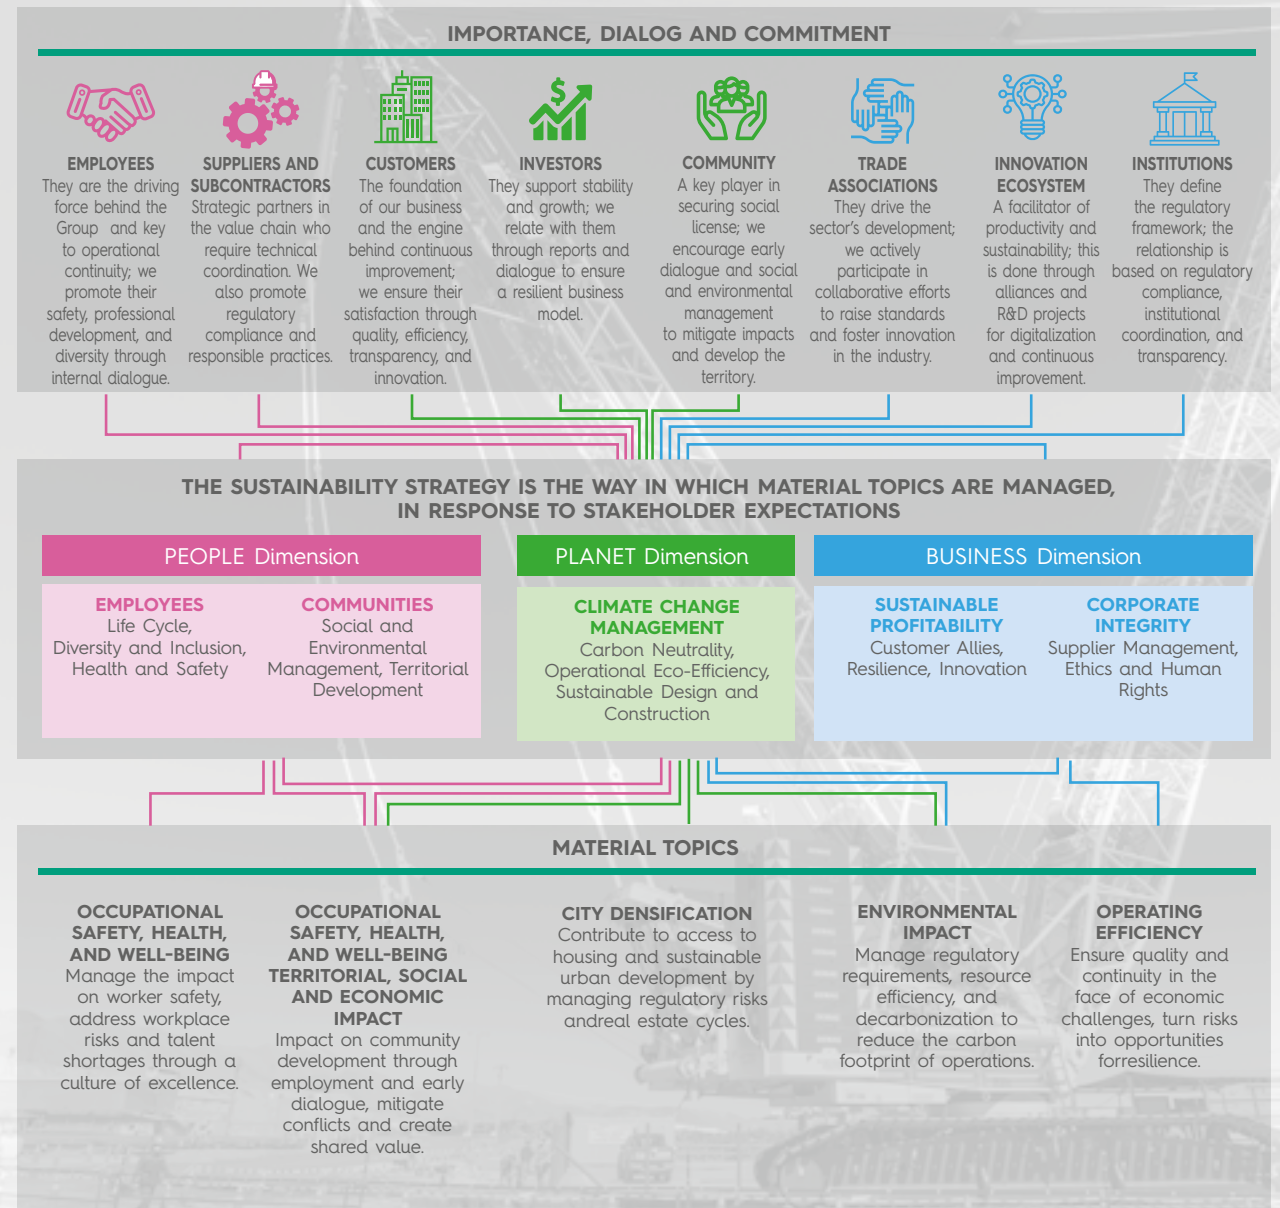 IMPORTANCE, DIALOG AND COMMITMENT
EMPLOYEES
They are the driving
force behind the
Group and key
to operational
continuity; we
promote their
safety, professional
development, and
diversity through
internal dialogue.
SUPPLIERS AND
SUBCONTRACTORS
Strategic partners in
the value chain who
require technical
coordination. We
also promote
regulatory
compliance and
responsible practices.
CUSTOMERS
The foundation
of our business
and the engine
behind continuous
improvement;
we ensure their
satisfaction through
quality, efficiency,
transparency, and
innovation.
INVESTORS
They support stability
and growth; we
relate with them
through reports and
dialogue to ensure
a resilient business
model.
COMMUNITY
A key player in
securing social
license; we
encourage early
dialogue and social
and environmental
management
to mitigate impacts
and develop the
territory.
TRADE
ASSOCIATIONS
They drive the
sector's development;
we actively
participate in
collaborative efforts
to raise standards
and foster innovation
in the industry.
INNOVATION
ECOSYSTEM
A facilitator of
productivity and
sustainability; this
is done through
alliances and
R&D projects
for digitalization
and continuous
improvement.
INSTITUTIONS
They define
the regulatory
framework; the
relationship is
based on regulatory
compliance,
institutional
coordination, and
transparency.
THE SUSTAINABILITY STRATEGY IS THE WAY IN WHICH MATERIAL TOPICS ARE MANAGED,
IN RESPONSE TO STAKEHOLDER EXPECTATIONS
PEOPLE Dimension
EMPLOYEES
Life Cycle,
Diversity and Inclusion,
Health and Safety
COMMUNITIES
Social and
Environmental
Management, Territorial
Development
PLANET Dimension
CLIMATE CHANGE
MANAGEMENT
Carbon Neutrality,
Operational Eco-Efficiency,
Sustainable Design and
Construction
BUSINESS Dimension
SUSTAINABLE
PROFITABILITY
Customer Allies,
Resilience, Innovation
CORPORATE
INTEGRITY
Supplier Management,
Ethics and Human
Rights
MATERIAL TOPICS
OCCUPATIONAL
SAFETY, HEALTH,
AND WELL-BEING
Manage the impact
on worker safety,
address workplace
risks and talent
shortages through a
culture of excellence.
OCCUPATIONAL
SAFETY, HEALTH,
AND WELL-BEING
TERRITORIAL, SOCIAL
AND ECONOMIC
IMPACT
Impact on community
development through
employment and early
dialogue, mitigate
conflicts and create
shared value.
CITY DENSIFICATION
Contribute to access to
housing and sustainable
urban development by
managing regulatory risks
andreal estate cycles.
ENVIRONMENTAL
IMPACT
Manage regulatory
requirements, resource
efficiency, and
decarbonization to
reduce the carbon
footprint of operations.
OPERATING
EFFICIENCY
Ensure quality and
continuity in the
face of economic
challenges, turn risks
into opportunities
forresilience.